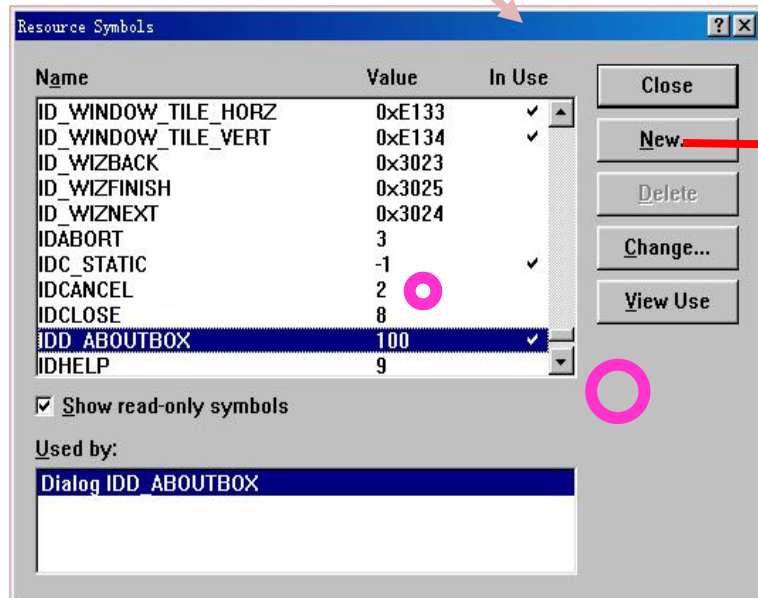 Resource Symbols
Name Value In Use
ID_WINDOW_TILE_HORZ 0xE133
ID_WINDOW_TILE_VERT 0xE134
ID_WIZBACK 0x3023
ID_WIZFINISH 0x3025
ID_WIZNEXT 0x3024
IDABORT 3
IDC_STATIC -1
IDCANCEL 2
IDCLOSE 8
IDD_ABOUTBOX 100
IDHELP 9
Close
New.
Delete
Change...
View Use
Show read-only symbols
Used by:
Dialog IDD_ABOUTBOX